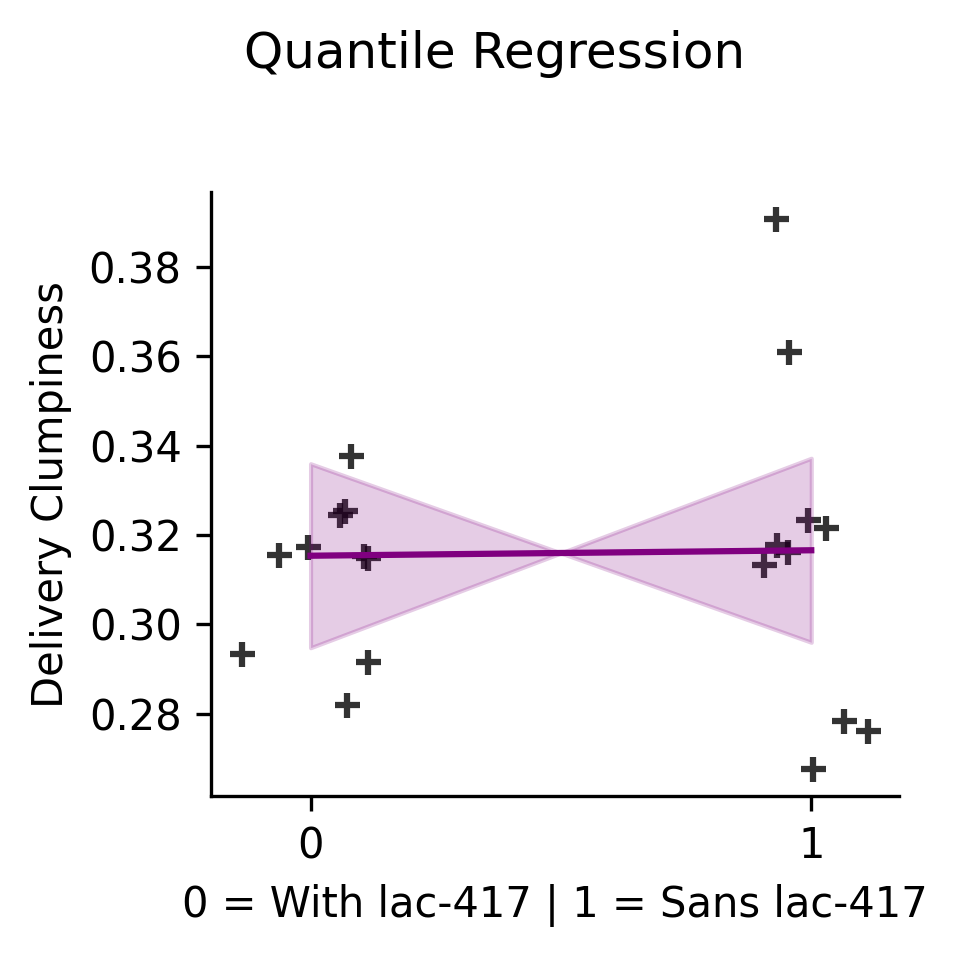 Quantile Regression
Delivery Clumpiness
0.38
0.36
0.34
0.32
0.30
0.28
0 1
0 = With lac-417 | 1 = Sans lac-417